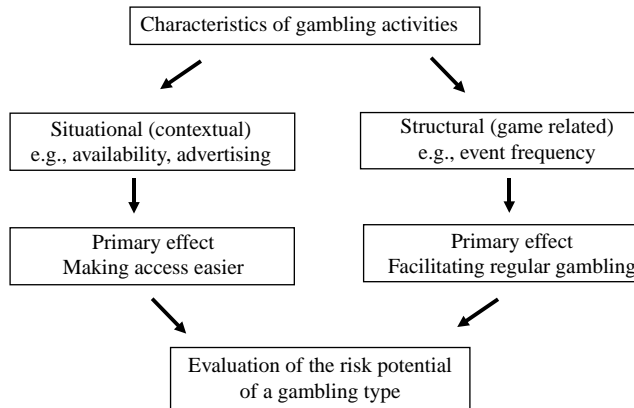 Characteristics of gambling activities
Situational (contextual)
e.g., availability, advertising
Structural (game related)
e.g., event frequency
Primary effect
Making access easier
Primary effect
Facilitating regular gambling
Evaluation of the risk potential
of a gambling type